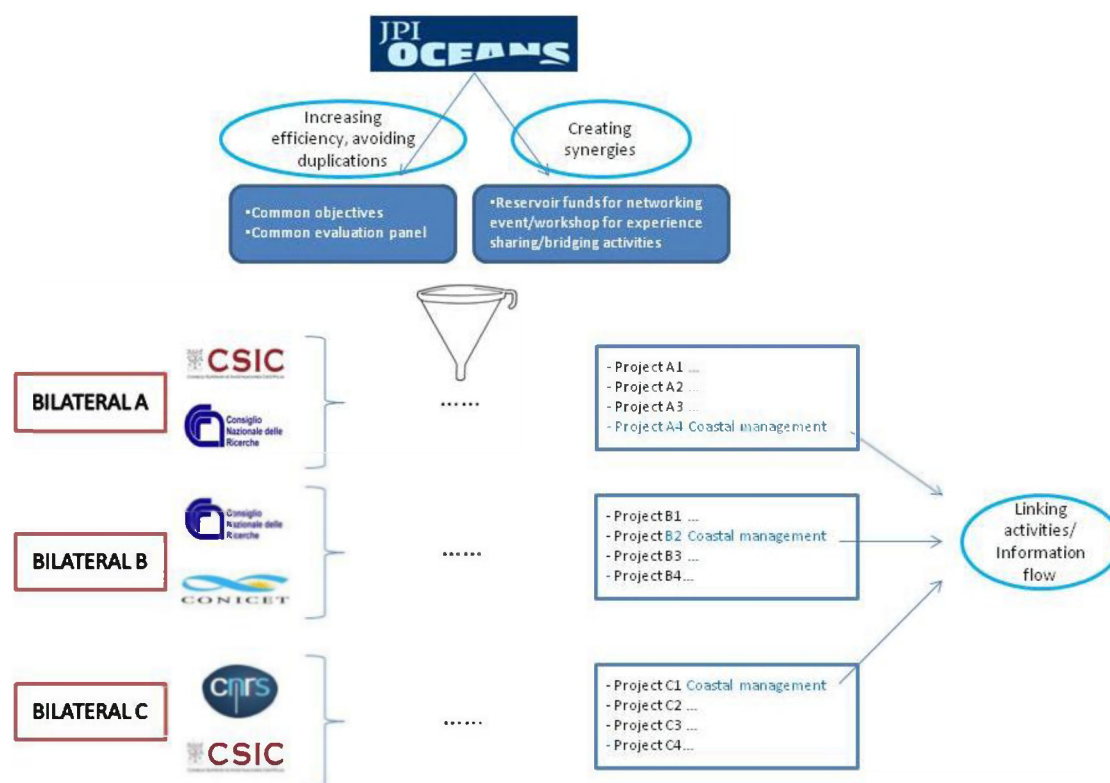 JPI
OCEANS
Increasing
efficiency, avoiding
duplications
Creating
synergies
•Common objectives
•Common evaluation panel
•Reservoir funds for networking
event/workshop for experience
sharing/bridging activities
BILATERAL A
CSIC
Consiglio
Nazionale delle
Ricerche
......
- Project A1 ...
- Project A2 ...
- Project A3 ...
- Project A4 Coastal management
BILATERAL B
Consiglio
Nazionale delle
Ricerche
CONICET
......
- Project B1 ...
- Project B2 Coastal management
- Project B3 ...
- Project B4...
Linking
activities/
Information
flow
BILATERAL C
cnrs
CSIC
......
- Project C1 Coastal management
- Project C2 ...
- Project C3 ...
- Project C4...